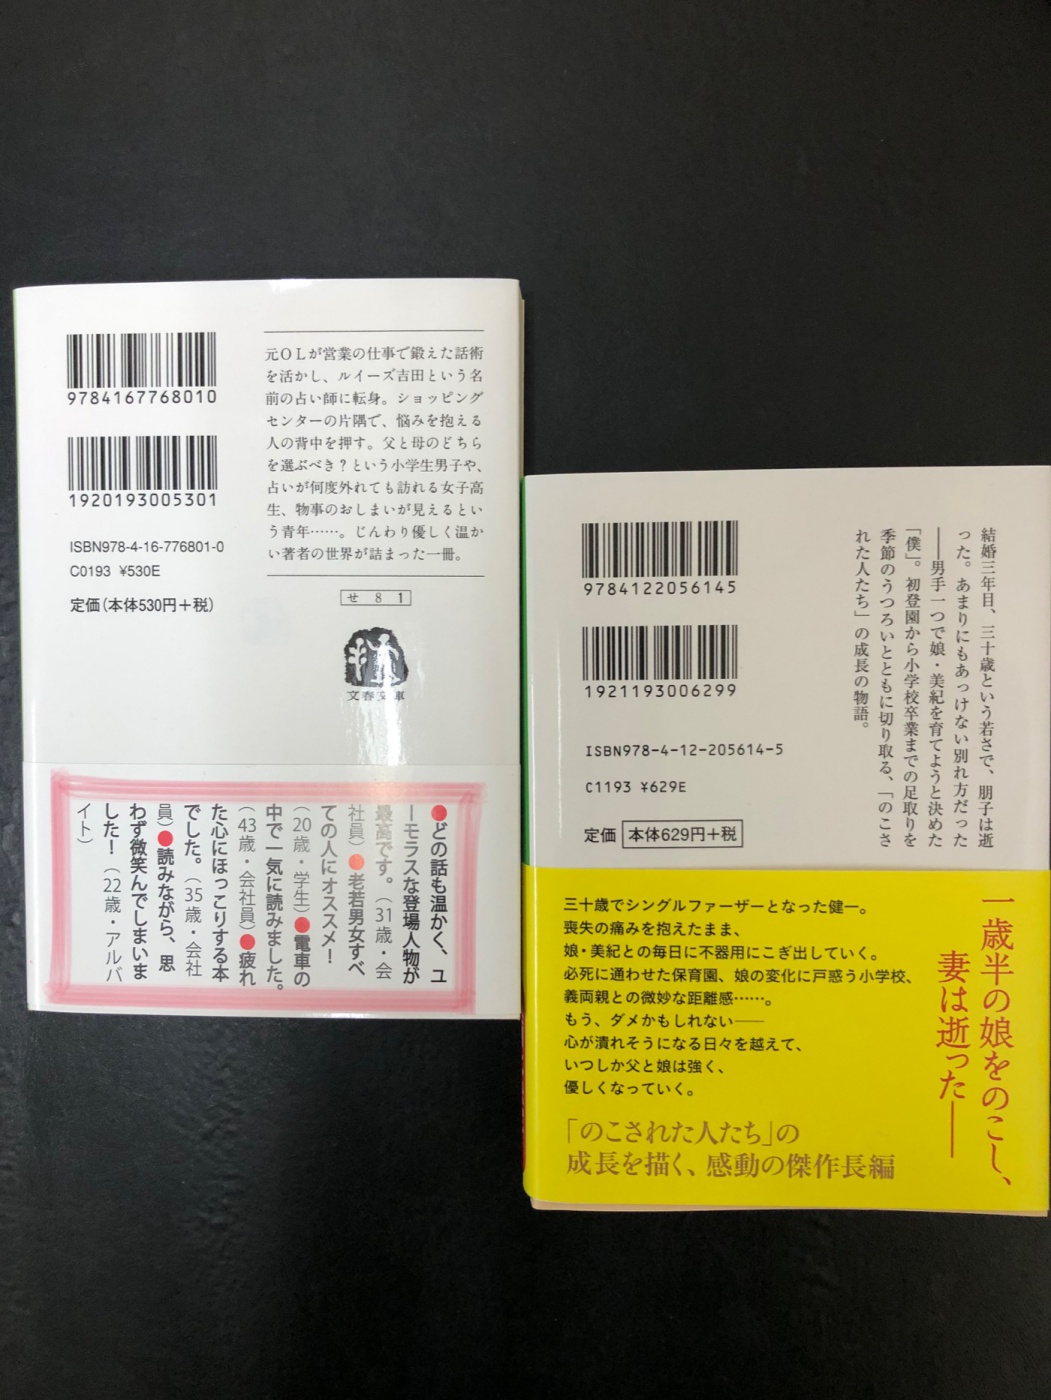 9784167768010
1920193005301
ISBN978-4-16-776801-0
C0193 ¥530E
定価(本体530円+税)
元OLが営業の仕事で鍛えた話術
を活かし、ルイーズ吉田という名
前の占い師に転身。ショッピング
センターの片隅で、悩みを抱える
人の背中を押す。父と母のどちら
を選ぶべき?という小学生男子や、
占いが何度外れても訪れる女子高
生、物事のおしまいが見えるとい
う青年……。じんわり優しく温か
い著者の世界が詰まった一冊。
せ 8 1
文春文庫
●どの話も温かく、ユ
ーモラスな登場人物が
最高です。(31歳・会
社員)●老若男女すべ
ての人にオススメ!
(20歳・学生)●電車の
中で一気に読みました。
(43歳・会社員)●疲れ
た心にほっこりする本
でした。(35歳・会社
員)●読みながら、思
わず微笑んでしまいま
した!(22歳・アルバ
イト)
9784122056145
1921193006299
ISBN978-4-12-205614-5
C1193 ¥629E
定価 本体629円+税
結婚三年目、三十歳という若さで、朋子は逝
った。あまりにもあっけない別れ方だった
――男手一つで娘・美紀を育てようと決めた
「僕」。初登園から小学校卒業までの足取りを
季節のうつろいとともに切り取る、「のこさ
れた人たち」の成長の物語。
一歳半の娘をのこし、
妻は逝った――
三十歳でシングルファーザーとなった健一。
喪失の痛みを抱えたまま、
娘・美紀との毎日に不器用にこぎ出していく。
必死に通わせた保育園、娘の変化に戸惑う小学校、
義両親との微妙な距離感……。
もう、ダメかもしれない――
心が潰れそうになる日々を越えて、
いつしか父と娘は強く、
優しくなっていく。
「のこされた人たち」の
成長を描く、感動の傑作長編